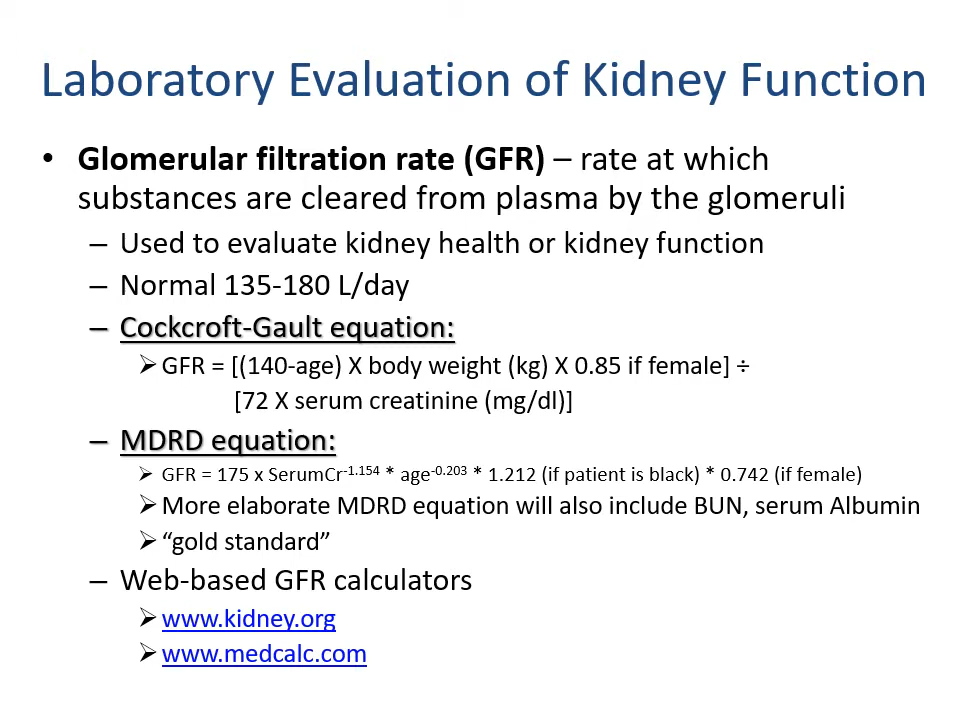 Laboratory Evaluation of Kidney Function
• Glomerular filtration rate (GFR) – rate at which
substances are cleared from plasma by the glomeruli
– Used to evaluate kidney health or kidney function
– Normal 135-180 L/day
– Cockcroft-Gault equation:
➢ GFR = [(140-age) X body weight (kg) X 0.85 if female] ÷
[72 X serum creatinine (mg/dl)]
– MDRD equation:
➢ GFR = 175 x SerumCr⁻¹·¹⁵⁴ * age⁻⁰·²⁰³ * 1.212 (if patient is black) * 0.742 (if female)
➢ More elaborate MDRD equation will also include BUN, serum Albumin
➢ “gold standard”
– Web-based GFR calculators
➢ www.kidney.org
➢ www.medcalc.com